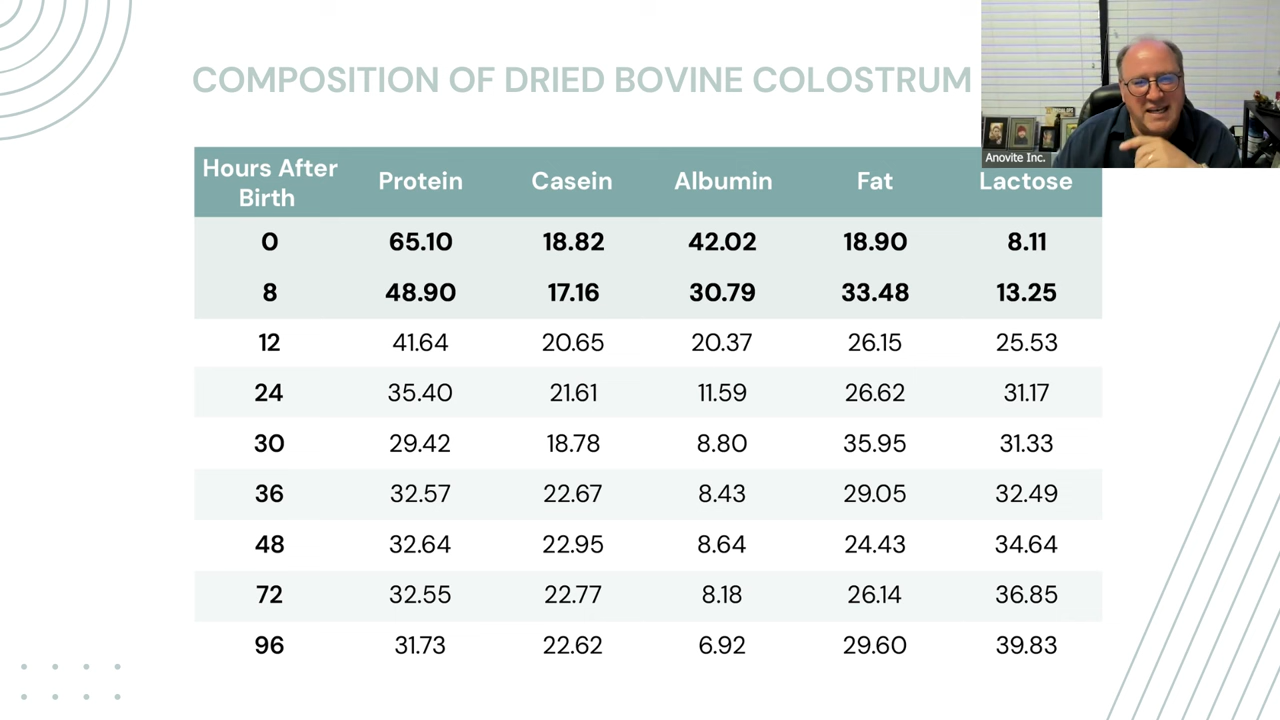 COMPOSITION OF DRIED BOVINE COLOSTRUM
Anovite Inc.
Hours After Birth Protein Casein Albumin Fat Lactose
0 65.10 18.82 42.02 18.90 8.11
8 48.90 17.16 30.79 33.48 13.25
12 41.64 20.65 20.37 26.15 25.53
24 35.40 21.61 11.59 26.62 31.17
30 29.42 18.78 8.80 35.95 31.33
36 32.57 22.67 8.43 29.05 32.49
48 32.64 22.95 8.64 24.43 34.64
72 32.55 22.77 8.18 26.14 36.85
96 31.73 22.62 6.92 29.60 39.83